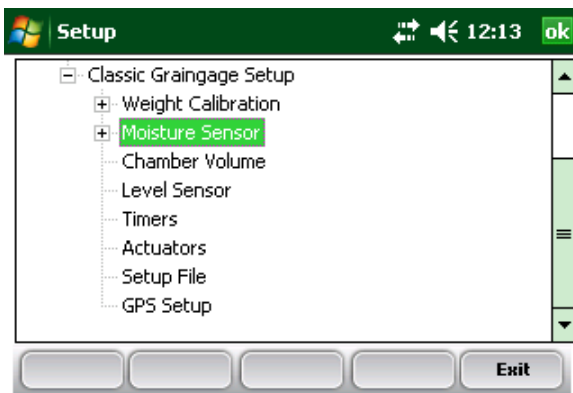 Setup 12:13 ok
Classic Graingage Setup
Weight Calibration
Moisture Sensor
Chamber Volume
Level Sensor
Timers
Actuators
Setup File
GPS Setup
Exit